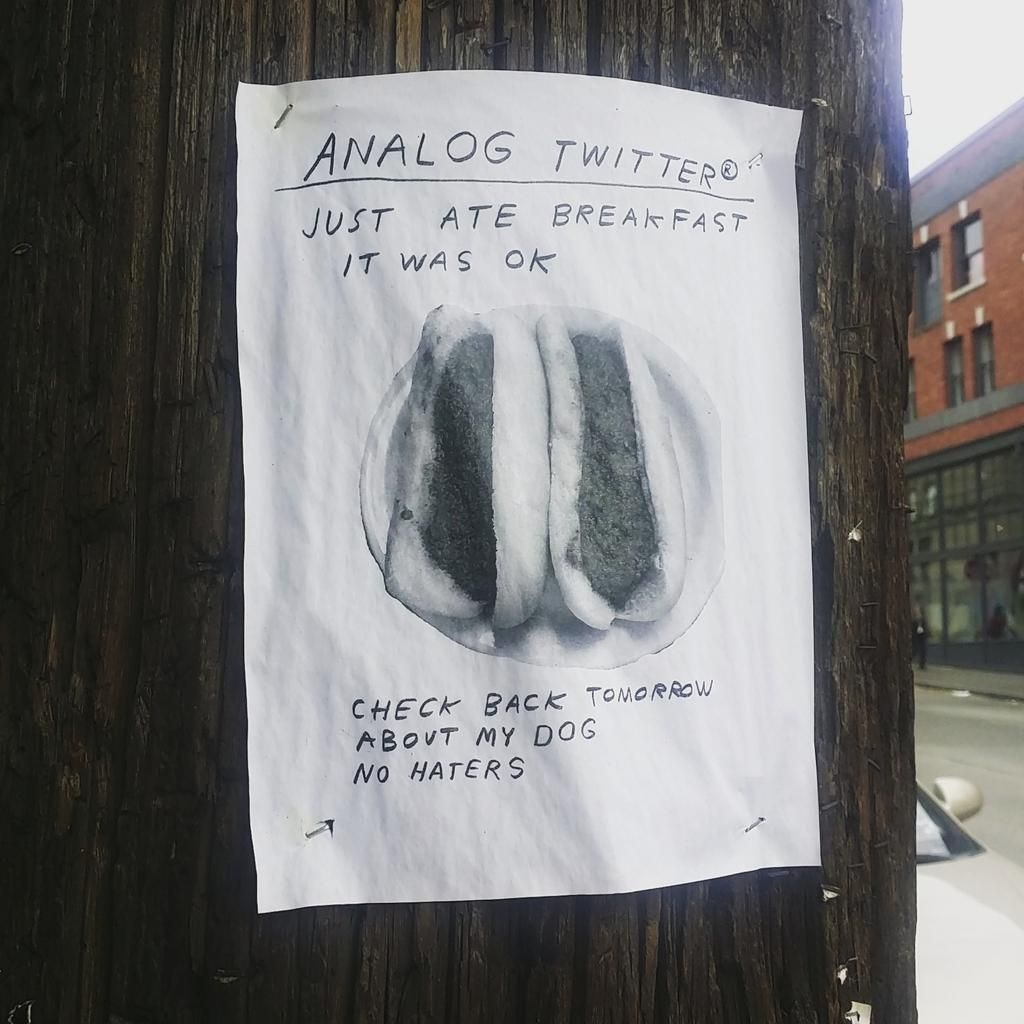 ANALOG TWITTER®
JUST ATE BREAKFAST
IT WAS OK
CHECK BACK TOMORROW
ABOUT MY DOG
NO HATERS